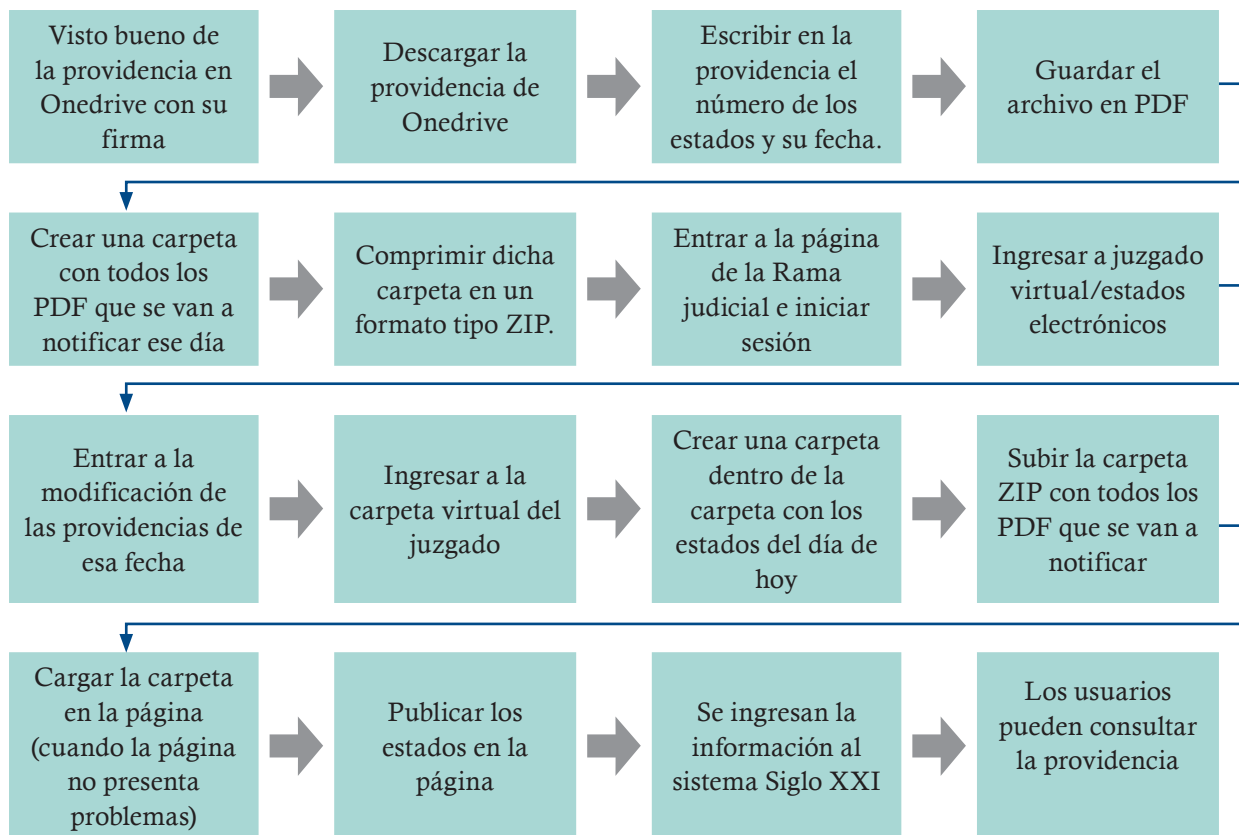 Visto bueno de
la providencia en
Onedrive con su
firma
Descargar la
providencia de
Onedrive
Escribir en la
providencia el
número de los
estados y su fecha.
Guardar el
archivo en PDF
Crear una carpeta
con todos los
PDF que se van a
notificar ese día
Comprimir dicha
carpeta en un
formato tipo ZIP.
Entrar a la página
de la Rama
judicial e iniciar
sesión
Ingresar a juzgado
virtual/estados
electrónicos
Entrar a la
modificación de
las providencias de
esa fecha
Ingresar a la
carpeta virtual del
juzgado
Crear una carpeta
dentro de la
carpeta con los
estados del día de
hoy
Subir la carpeta
ZIP con todos los
PDF que se van a
notificar
Cargar la carpeta
en la página
(cuando la página
no presenta
problemas)
Publicar los
estados en la
página
Se ingresan la
información al
sistema Siglo XXI
Los usuarios
pueden consultar
la providencia